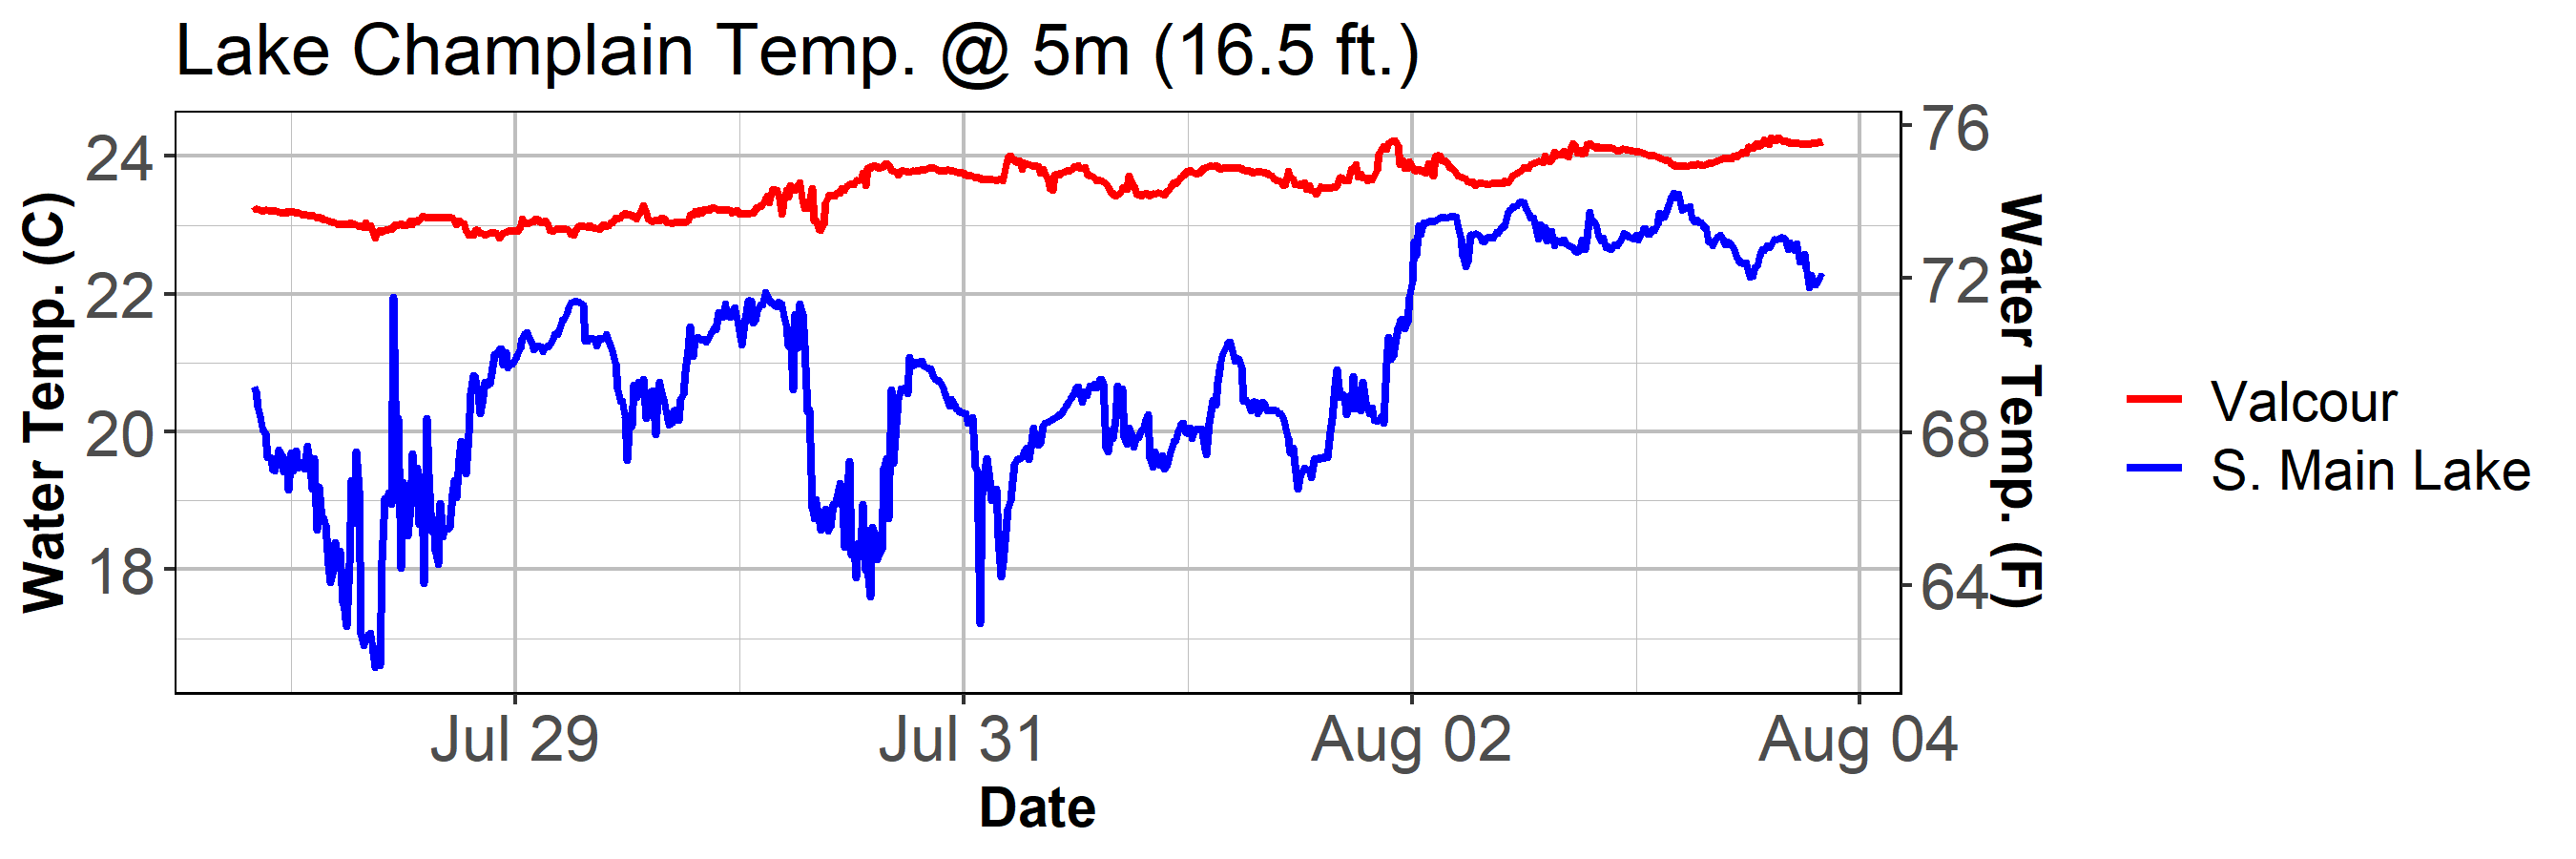 Lake Champlain Temp. @ 5m (16.5 ft.)
Water Temp. (C)
24
22
20
18
76
72
68
64
Water Temp. (F)
Jul 29
Jul 31
Aug 02
Aug 04
Date
Valcour
S. Main Lake